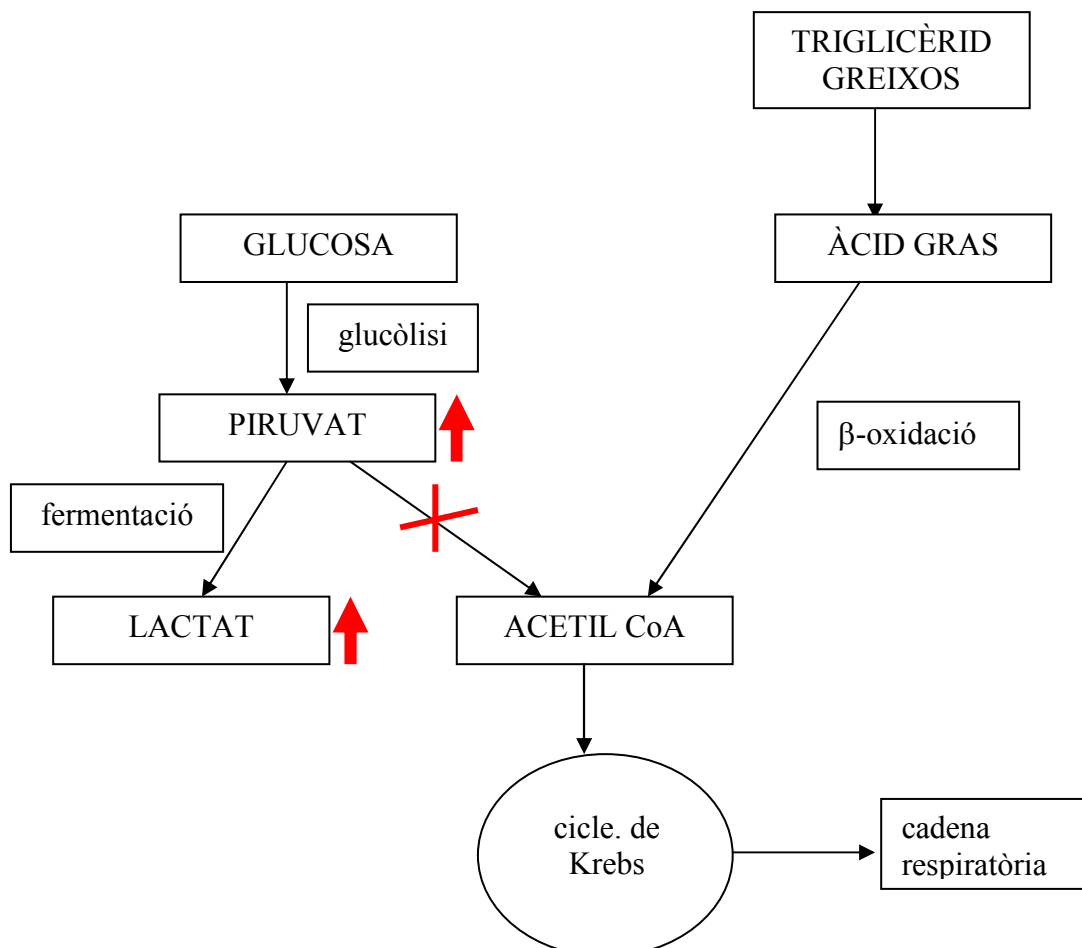 TRIGLICÈRID
GREIXOS
GLUCOSA
ÀCID GRAS
glucòlisi
PIRUVAT
β-oxidació
fermentació
LACTAT
ACETIL CoA
cicle. de
Krebs
cadena
respiratòria